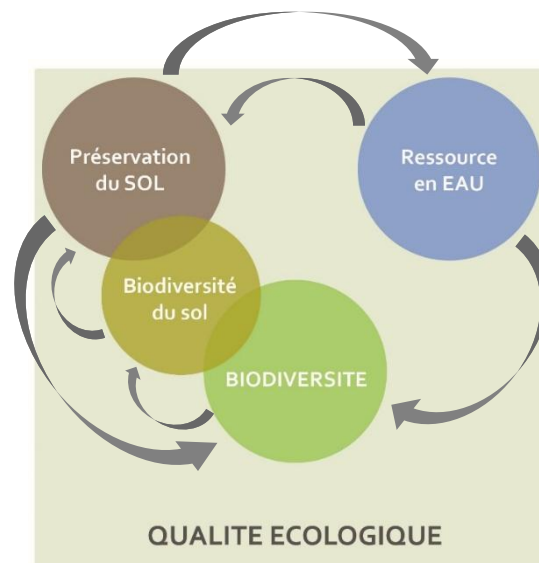 Préservation
du SOL
Ressource
en EAU
Biodiversité
du sol
BIODIVERSITE
QUALITE ECOLOGIQUE